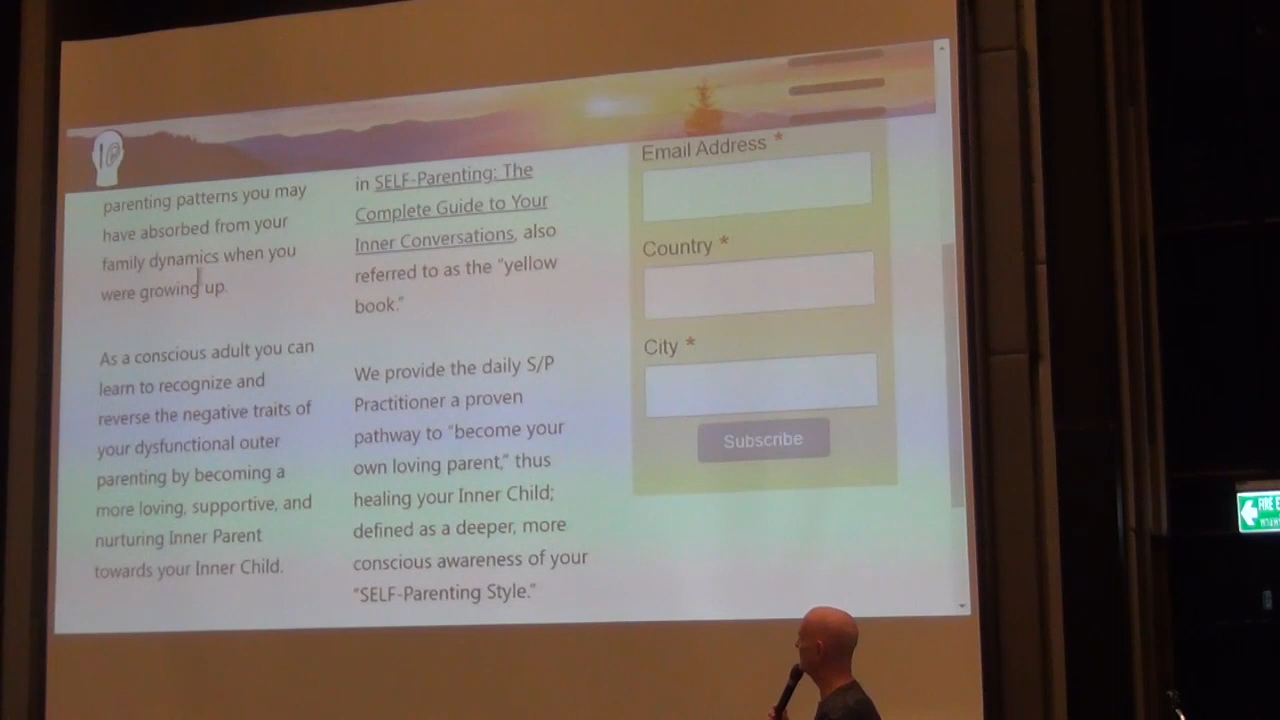 parenting patterns you may
have absorbed from your
family dynamics when you
were growing up.
As a conscious adult you can
learn to recognize and
reverse the negative traits of
your dysfunctional outer
parenting by becoming a
more loving, supportive, and
nurturing Inner Parent
towards your Inner Child.
in SELF-Parenting: The
Complete Guide to Your
Inner Conversations, also
referred to as the “yellow
book.”
We provide the daily S/P
Practitioner a proven
pathway to “become your
own loving parent,” thus
healing your Inner Child;
defined as a deeper, more
conscious awareness of your
“SELF-Parenting Style.”
Email Address *
Country *
City *
Subscribe
FIRE E